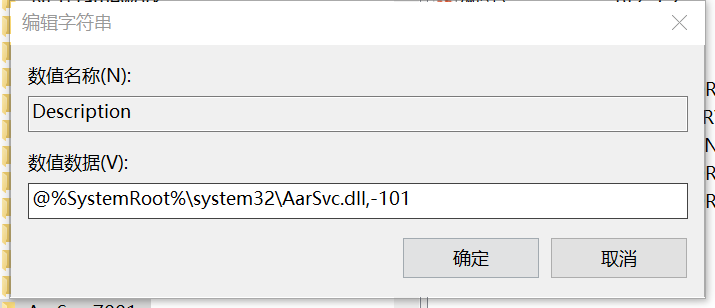 编辑字符串
数值名称(N):
Description
数值数据(V):
@%SystemRoot%\system32\AarSvc.dll,-101
确定
取消